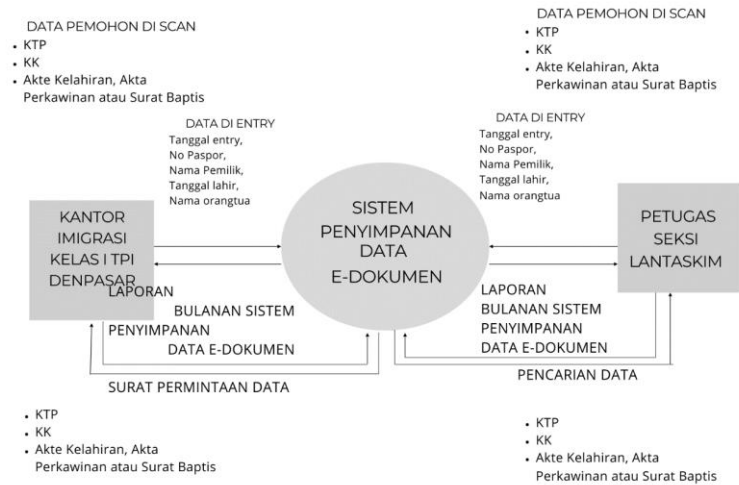 DATA PEMOHON DI SCAN
• KTP
• KK
• Akte Kelahiran, Akta
Perkawinan atau Surat Baptis
DATA PEMOHON DI SCAN
• KTP
• KK
• Akte Kelahiran, Akta
Perkawinan atau Surat Baptis
DATA DI ENTRY
Tanggal entry,
No Paspor,
Nama Pemilik,
Tanggal lahir,
Nama orangtua
DATA DI ENTRY
Tanggal entry,
No Paspor,
Nama Pemilik,
Tanggal lahir,
Nama orangtua
KANTOR
IMIGRASI
KELAS I TPI
DENPASAR
SISTEM
PENYIMPANAN
DATA
E-DOKUMEN
PETUGAS
SEKSI
LANTASKIM
LAPORAN
BULANAN SISTEM
PENYIMPANAN
DATA E-DOKUMEN
LAPORAN
BULANAN SISTEM
PENYIMPANAN
DATA E-DOKUMEN
SURAT PERMINTAAN DATA
PENCARIAN DATA
• KTP
• KK
• Akte Kelahiran, Akta
Perkawinan atau Surat Baptis
• KTP
• KK
• Akte Kelahiran, Akta
Perkawinan atau Surat Baptis